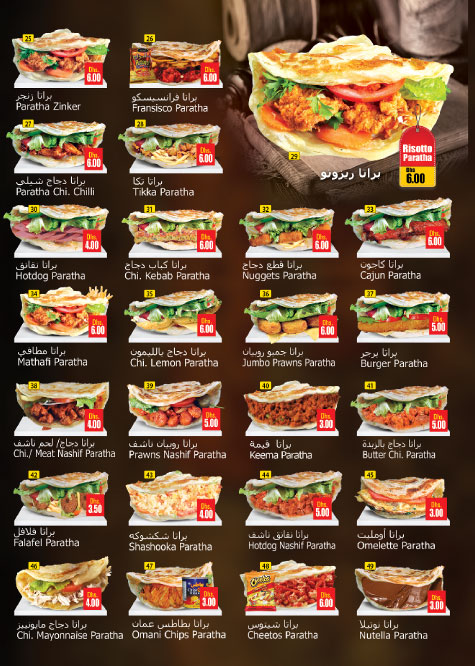 25
Dhs.
6.00
براتا زنجر
Paratha Zinker
26
Dhs.
6.00
براتا فرانسيسكو
Fransisco Paratha
27
Dhs.
6.00
براتا دجاج شيلي
Paratha Chi. Chilli
28
Dhs.
6.00
براتا تكا
Tikka Paratha
29
براتا ريزوتو
Risotto
Paratha
Dhs
6.00
30
Dhs.
4.00
براتا نقانق
Hotdog Paratha
31
Dhs.
6.00
براتا كباب دجاج
Chi. Kebab Paratha
32
Dhs.
6.00
براتا قطع دجاج
Nuggets Paratha
33
Dhs.
6.00
براتا كاجون
Cajun Paratha
34
Dhs.
6.00
براتا مطافي
Mathafi Paratha
35
Dhs.
6.00
براتا دجاج بالليمون
Chi. Lemon Paratha
36
Dhs.
6.00
براتا جمبو روبيان
Jumbo Prawns Paratha
37
Dhs.
5.00
براتا برجر
Burger Paratha
38
Dhs.
4.00
براتا دجاج/ لحم ناشف
Chi./ Meat Nashif Paratha
39
Dhs.
5.00
براتا روبيان ناشف
Prawns Nashif Paratha
40
Dhs.
3.00
براتا قيمة
Keema Paratha
41
Dhs.
5.00
براتا دجاج بالزبدة
Butter Chi. Paratha
42
Dhs.
3.50
براتا فلافل
Falafel Paratha
43
Dhs.
4.00
براتا شكشوكه
Shashooka Paratha
44
Dhs.
5.00
براتا نقانق ناشف
Hotdog Nashif Paratha
45
Dhs.
3.00
براتا أومليت
Omelette Paratha
46
Dhs.
4.00
براتا دجاج مايونييز
Chi. Mayonnaise Paratha
47
Dhs.
3.00
براتا بطاطس عمان
Omani Chips Paratha
48
Cheetos
Dhs.
3.00
براتا شيتوس
Cheetos Paratha
49
Dhs.
3.00
براتا نوتيلا
Nutella Paratha